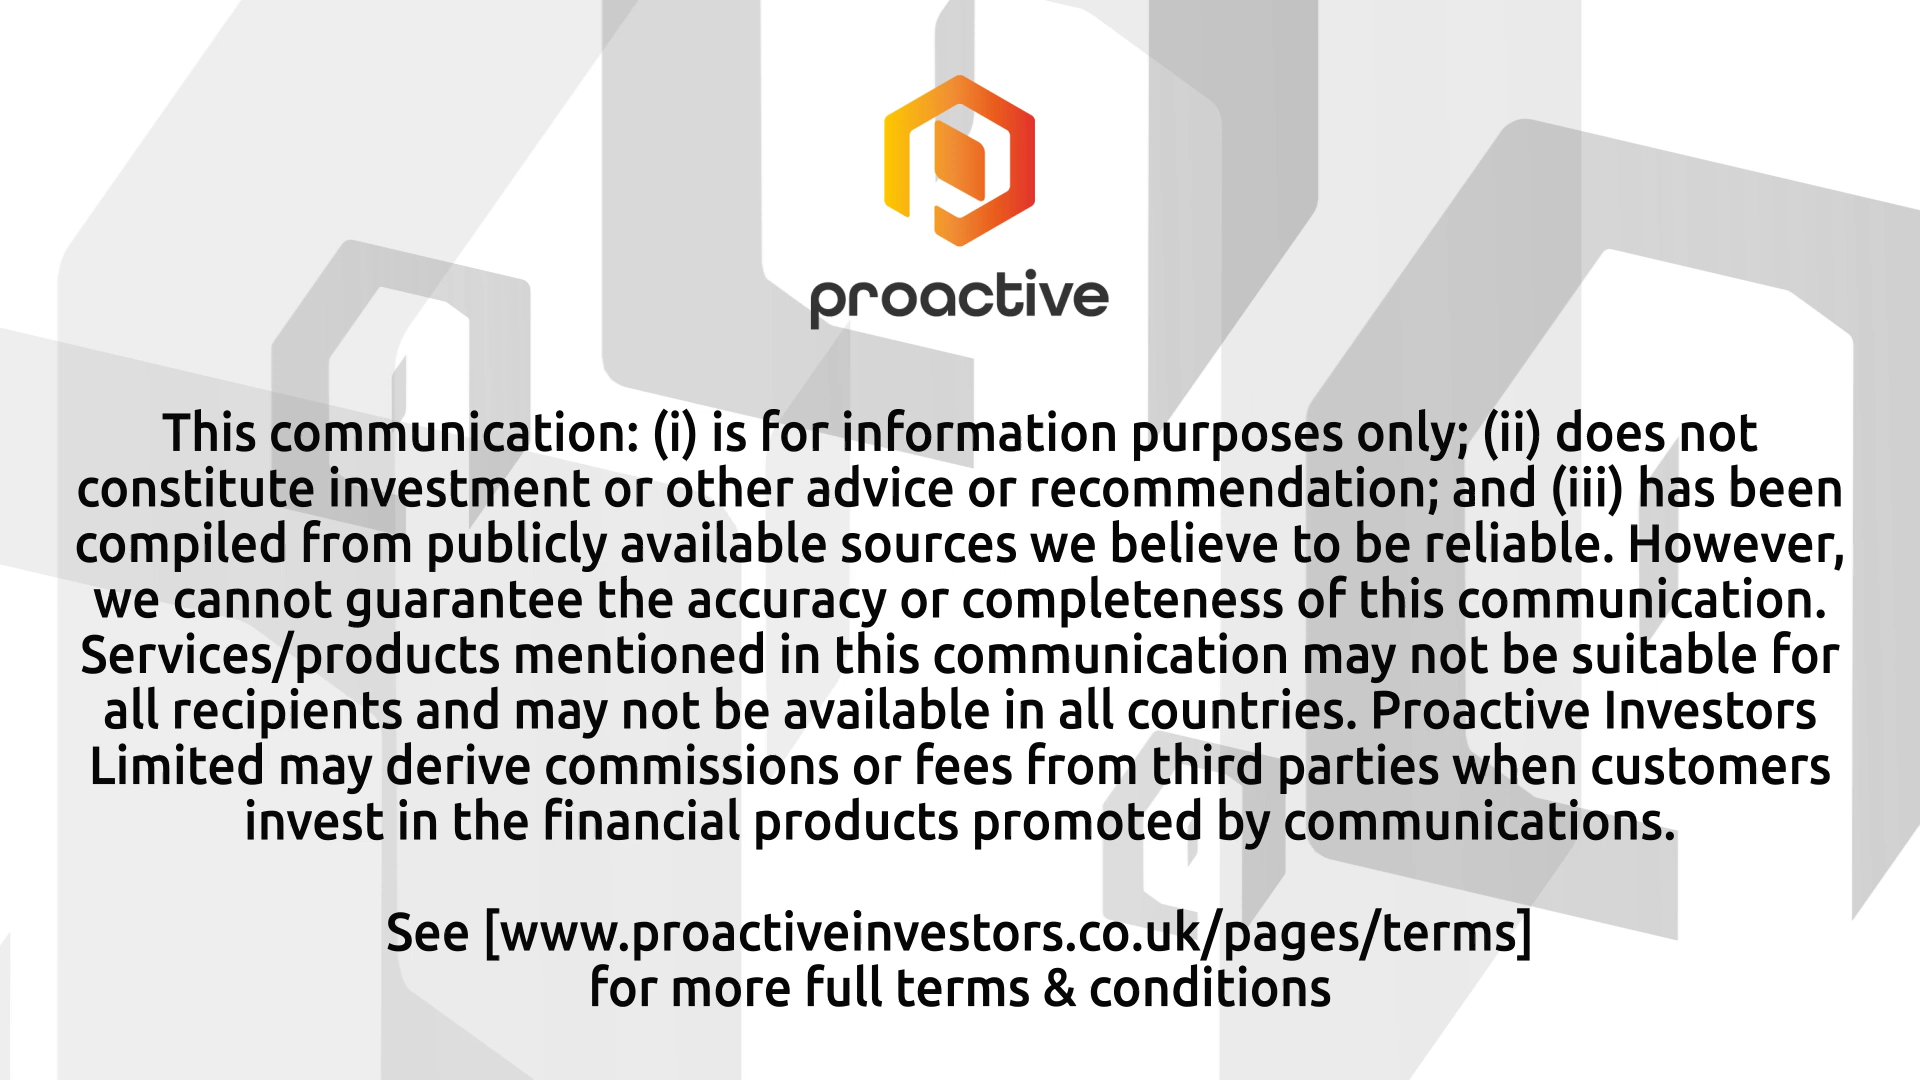 proactive
This communication: (i) is for information purposes only; (ii) does not
constitute investment or other advice or recommendation; and (iii) has been
compiled from publicly available sources we believe to be reliable. However,
we cannot guarantee the accuracy or completeness of this communication.
Services/products mentioned in this communication may not be suitable for
all recipients and may not be available in all countries. Proactive Investors
Limited may derive commissions or fees from third parties when customers
invest in the financial products promoted by communications.
See [www.proactiveinvestors.co.uk/pages/terms]
for more full terms & conditions